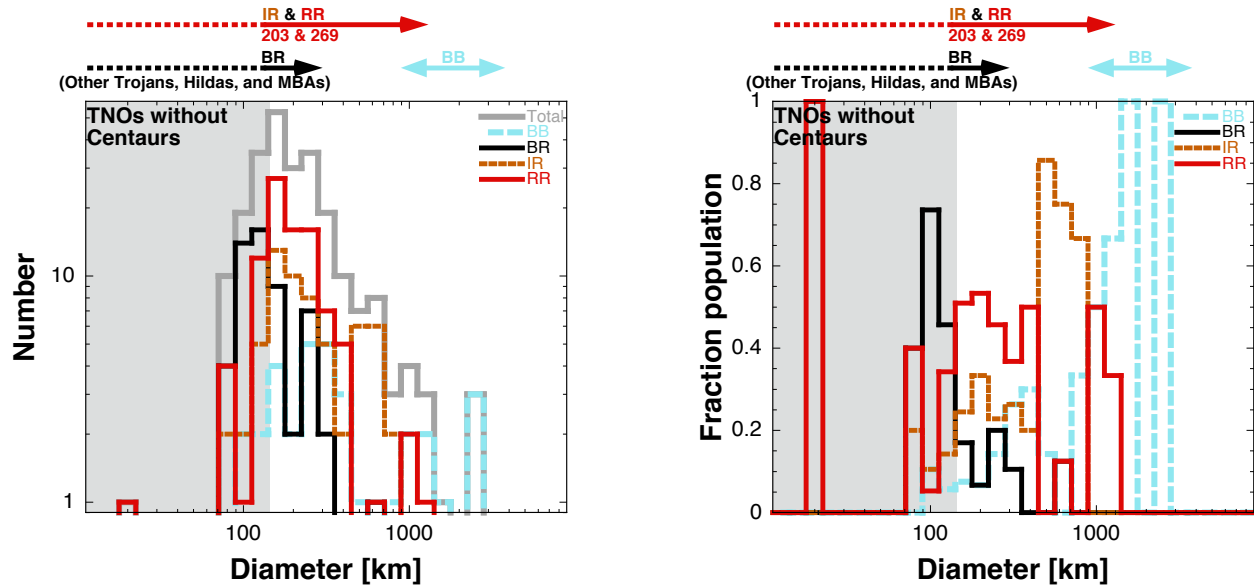 IR & RR
203 & 269
BR
BB
(Other Trojans, Hildas, and MBAs)
TNOs without
Centaurs
Total
BB
BR
IR
RR
10
1
Number
100
1000
Diameter [km]
IR & RR
203 & 269
BR
BB
(Other Trojans, Hildas, and MBAs)
TNOs without
Centaurs
BB
BR
IR
RR
1
0.8
0.6
0.4
0.2
0
Fraction population
100
1000
Diameter [km]